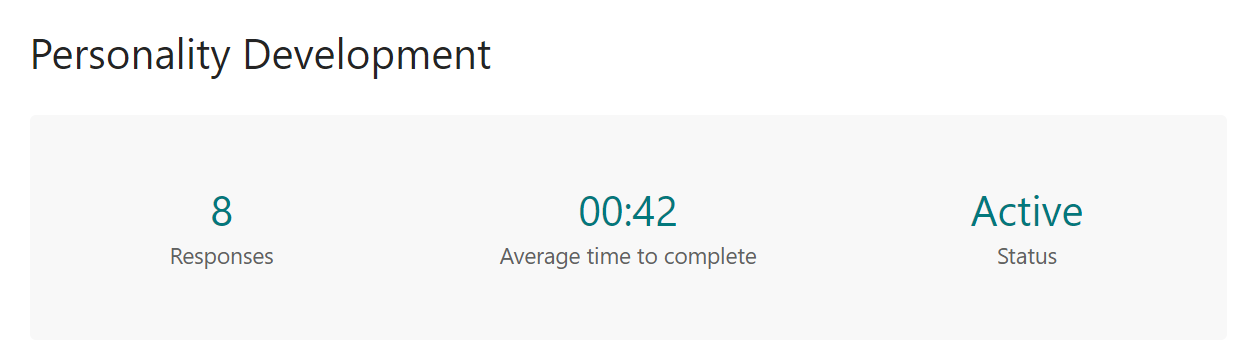 Personality Development
8
Responses
00:42
Average time to complete
Active
Status